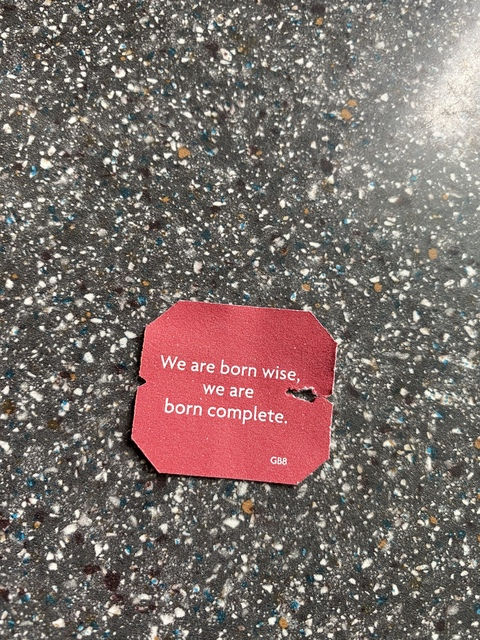 We are born wise,
we are
born complete.
GB8